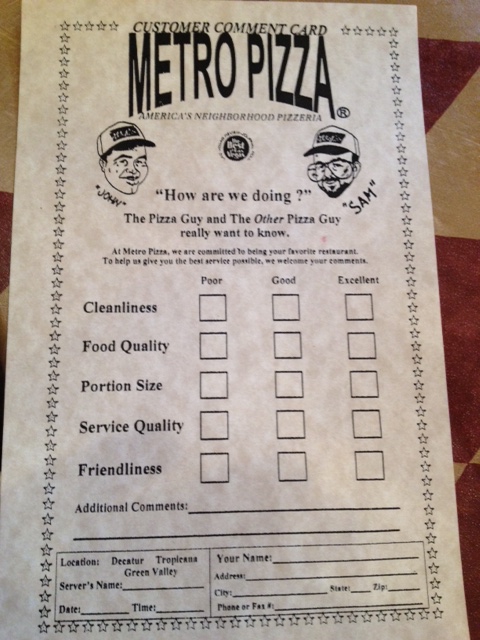 CUSTOMER COMMENT CARD
METRO PIZZA®
AMERICA'S NEIGHBORHOOD PIZZERIA
Best
"JOHN"
"SAM"
"How are we doing ?"
The Pizza Guy and The Other Pizza Guy
really want to know.
At Metro Pizza, we are committed to being your favorite restaurant.
To help us give you the best service possible, we welcome your comments.
Poor Good Excellent
Cleanliness
Food Quality
Portion Size
Service Quality
Friendliness
Additional Comments:
Location: Decatur Tropicana
Green Valley
Server's Name:
Date: Time:
Your Name:
Address:
City: State: Zip:
Phone or Fax #: